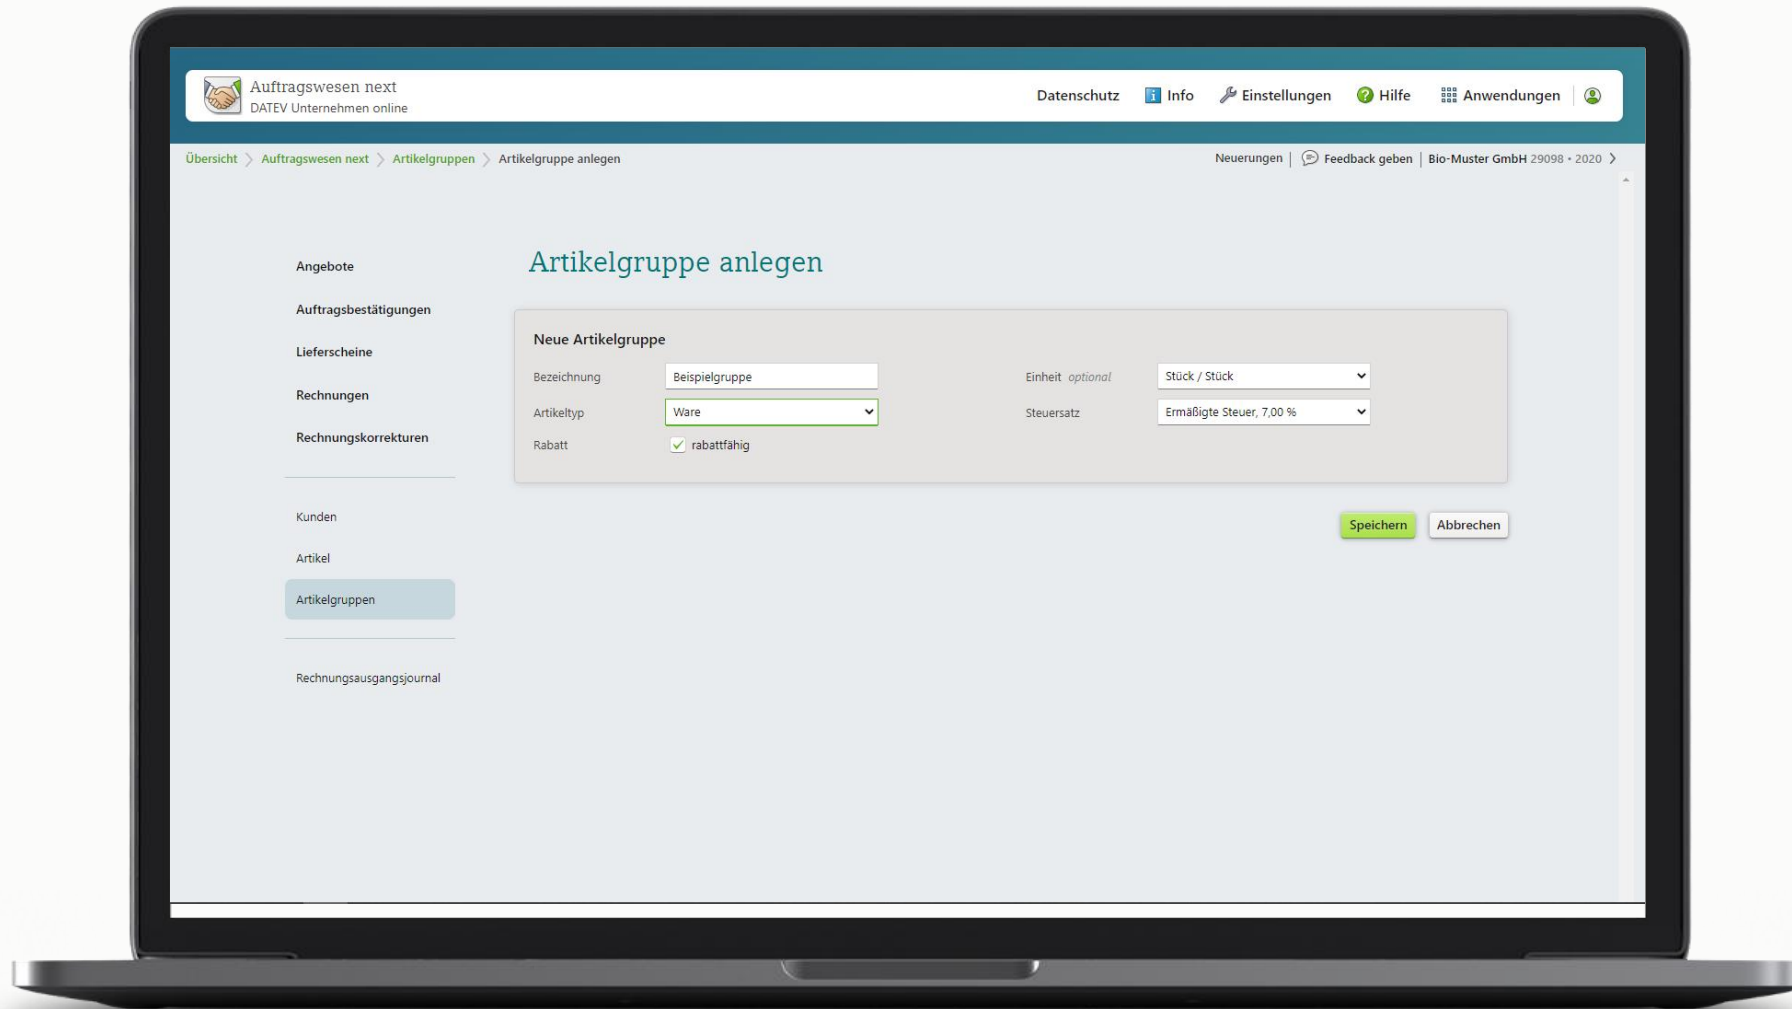 Auftragswesen next
DATEV Unternehmen online
Datenschutz Info Einstellungen Hilfe Anwendungen
Übersicht Auftragswesen next Artikelgruppen Artikelgruppe anlegen
Neuerungen | Feedback geben | Bio-Muster GmbH 29098 • 2020
Angebote
Auftragsbestätigungen
Lieferscheine
Rechnungen
Rechnungskorrekturen
Kunden
Artikel
Artikelgruppen
Rechnungsausgangsjournal
Artikelgruppe anlegen
Neue Artikelgruppe
Bezeichnung Beispielgruppe Einheit optional Stück / Stück
Artikeltyp Ware Steuersatz Ermäßigte Steuer, 7,00 %
Rabatt rabattfähig
Speichern Abbrechen